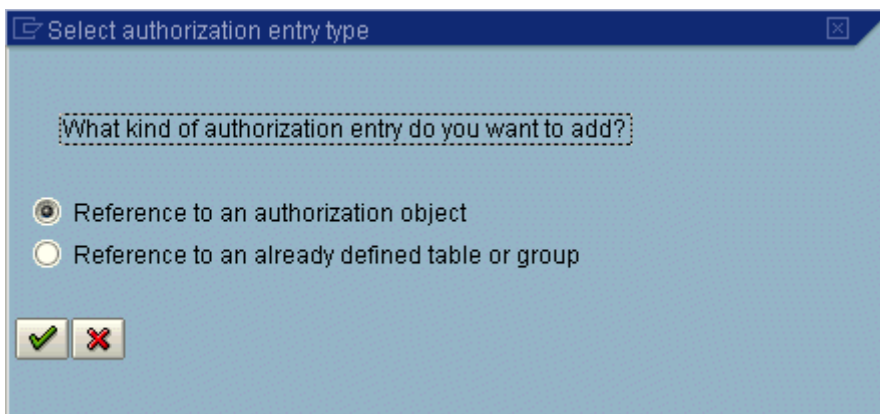 Select authorization entry type
What kind of authorization entry do you want to add?
Reference to an authorization object
Reference to an already defined table or group